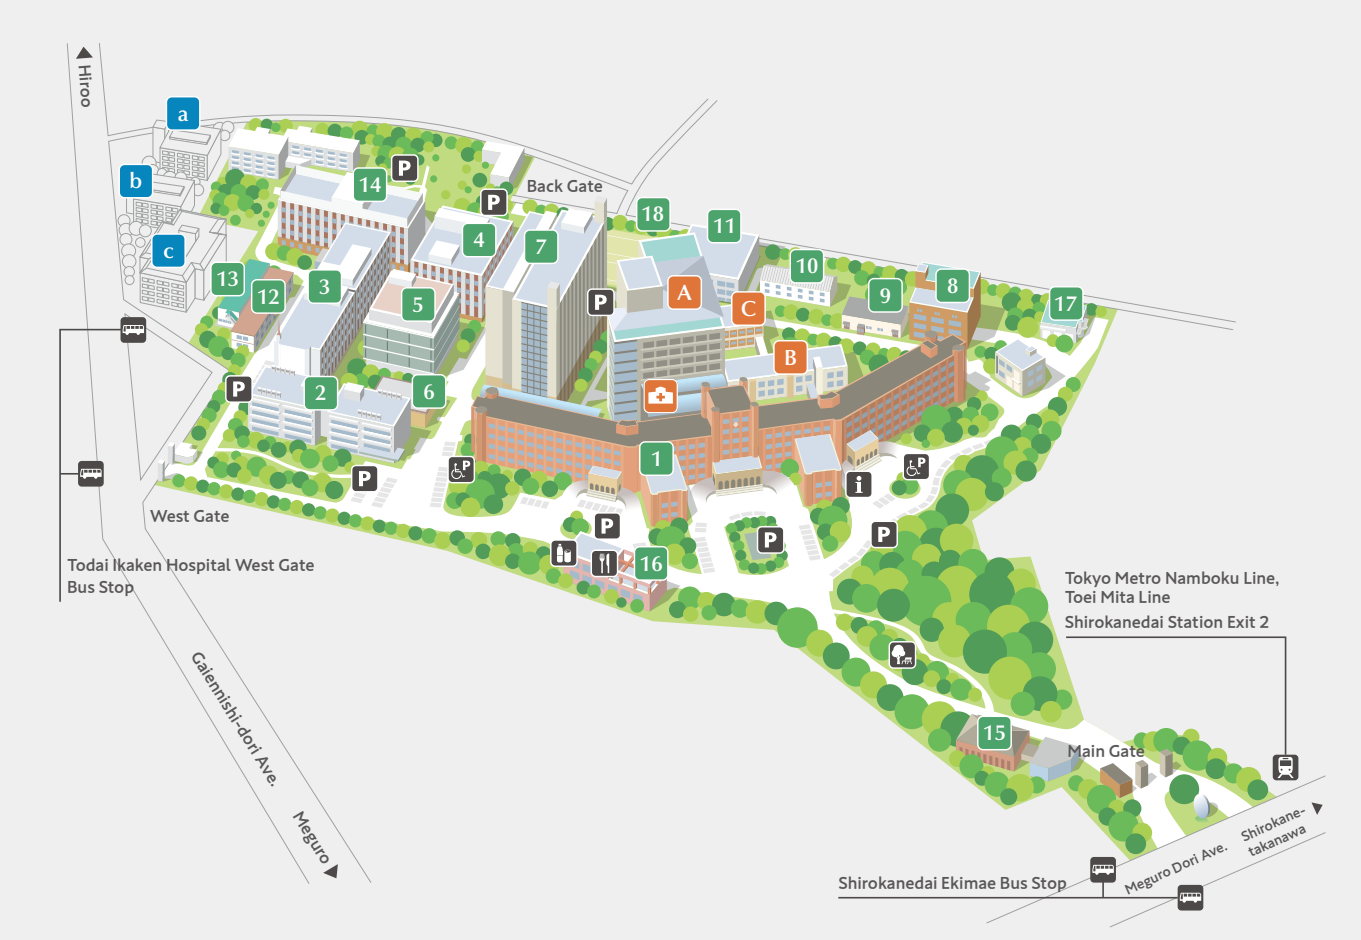 Hiroo
a
b
c
14
P
P
Back Gate
18
11
4
7
13
12
3
5
A
P
C
10
9
8
17
B
P
2
6
1
P
P
i
P
West Gate
P
P
P
16
Todai Ikaken Hospital West Gate
Bus Stop
Tokyo Metro Namboku Line,
Toei Mita Line
Shirokanedai Station Exit 2
Gaiennishi-dori Ave.
15
Main Gate
Meguro
Shirokane-
takanawa
Meguro Dori Ave.
Shirokanedai Ekimae Bus Stop